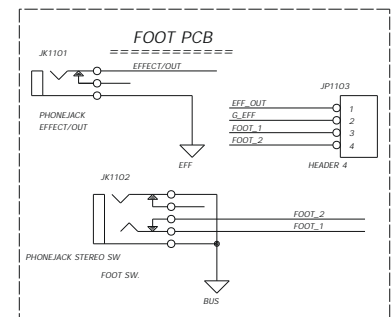 FOOT PCB
JK1101
EFFECT/OUT
PHONEJACK
EFFECT/OUT
EFF
JP1103
EFF_OUT
1
G_EFF
2
FOOT_1
3
FOOT_2
4
HEADER 4
JK1102
FOOT_2
FOOT_1
PHONEJACK STEREO SW
FOOT SW.
BUS